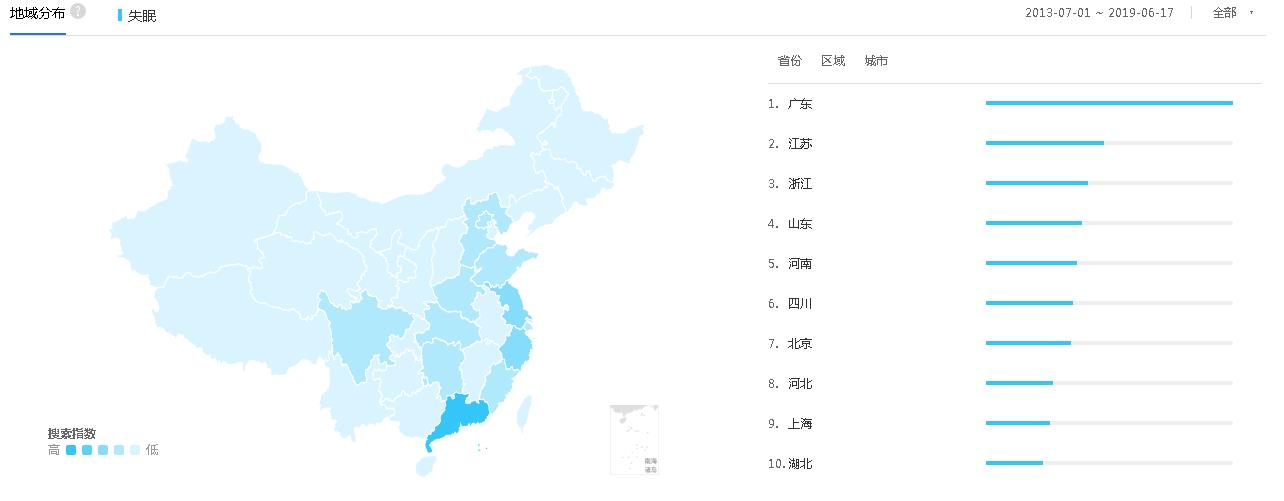 地域分布 ?
失眠
2013-07-01 ~ 2019-06-17 全部
省份 区域 城市
1. 广东
2. 江苏
3. 浙江
4. 山东
5. 河南
6. 四川
7. 北京
8. 河北
9. 上海
10. 湖北
搜索指数
高 低
南海
诸岛